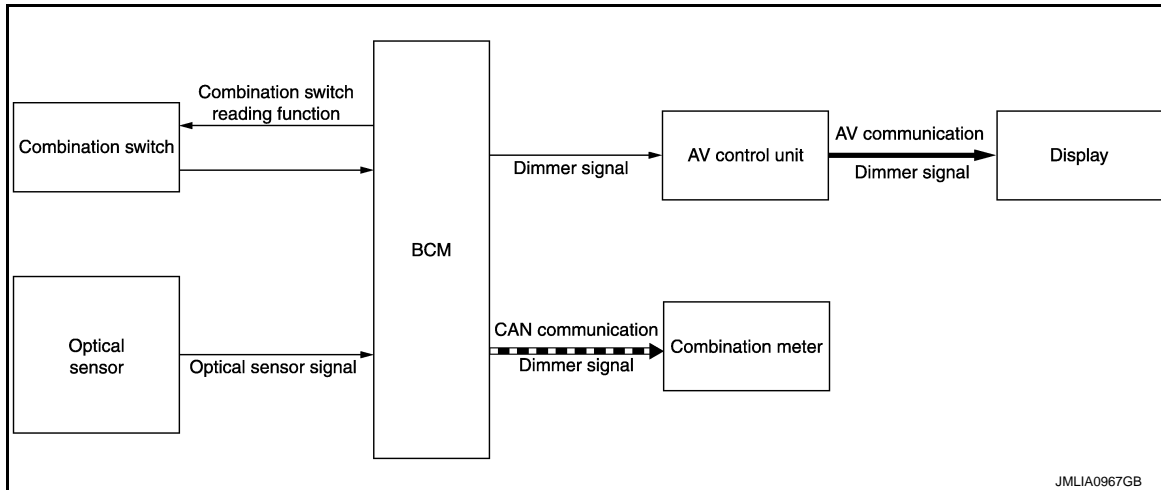 Combination switch
reading function
Combination switch
BCM
Dimmer signal
AV control unit
AV communication
Dimmer signal
Display
Optical
sensor
Optical sensor signal
CAN communication
Dimmer signal
Combination meter
JMLIA0967GB